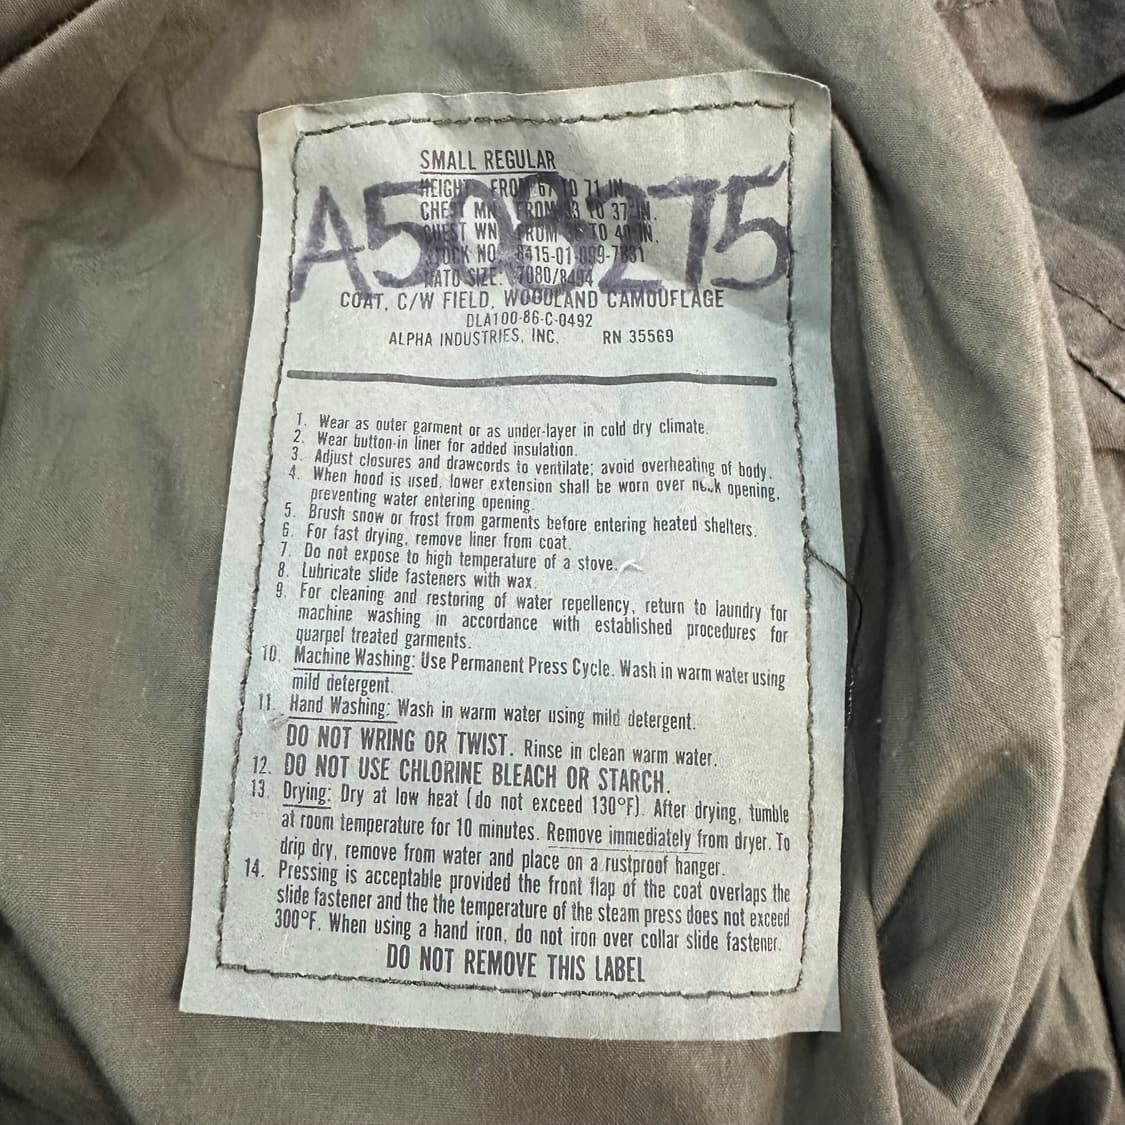 SMALL REGULAR
HEIGHT FROM 67 TO 71 IN.
CHEST MN FROM 33 TO 37 IN.
CHEST WN FROM TO 40 IN.
STOCK NO. 8415-01-099-7831
NATO SIZE: 7080/8494
A5 75
COAT, C/W FIELD, WOODLAND CAMOUFLAGE
DLA100-86-C-0492
ALPHA INDUSTRIES, INC. RN 35569
1. Wear as outer garment or as under-layer in cold dry climate.
2. Wear button-in liner for added insulation.
3. Adjust closures and drawcords to ventilate; avoid overheating of body.
4. When hood is used, lower extension shall be worn over neck opening,
preventing water entering opening.
5. Brush snow or frost from garments before entering heated shelters.
6. For fast drying, remove liner from coat.
7. Do not expose to high temperature of a stove.
8. Lubricate slide fasteners with wax.
9. For cleaning and restoring of water repellency, return to laundry for
machine washing in accordance with established procedures for
quarpel treated garments.
10. Machine Washing: Use Permanent Press Cycle. Wash in warm water using
mild detergent.
11. Hand Washing: Wash in warm water using mild detergent.
DO NOT WRING OR TWIST. Rinse in clean warm water.
12. DO NOT USE CHLORINE BLEACH OR STARCH.
13. Drying: Dry at low heat (do not exceed 130°F). After drying, tumble
at room temperature for 10 minutes. Remove immediately from dryer. To
drip dry, remove from water and place on a rustproof hanger.
14. Pressing is acceptable provided the front flap of the coat overlaps the
slide fastener and the the temperature of the steam press does not exceed
300°F. When using a hand iron, do not iron over collar slide fastener.
DO NOT REMOVE THIS LABEL